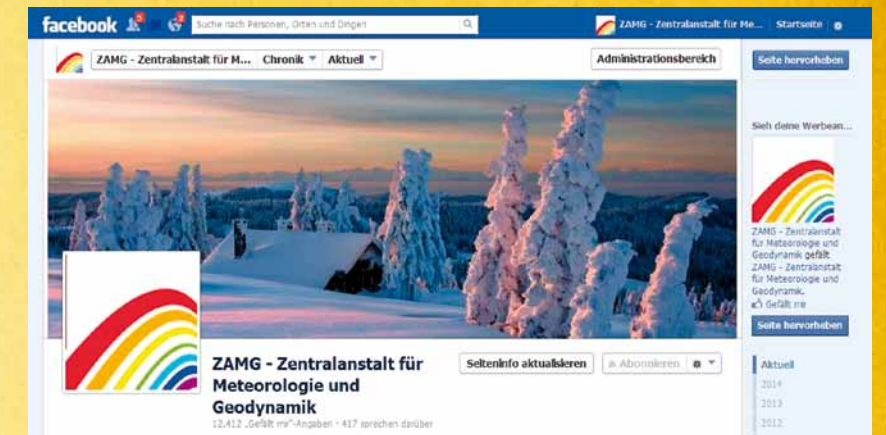 facebook 5 2 Suche nach Personen, Orten und Dingen ZAMG - Zentralanstalt für Me... Startseite
ZAMG - Zentralanstalt für M... Chronik Aktuell Administrationsbereich Seite hervorheben
Sieh deine Werbean...
ZAMG - Zentralanstalt
für Meteorologie und
Geodynamik gefällt
ZAMG - Zentralanstalt
für Meteorologie und
Geodynamik.
Gefällt mir
Seite hervorheben
ZAMG - Zentralanstalt für
Meteorologie und
Geodynamik
12.412 „Gefällt mir“-Angaben · 417 sprechen darüber
Seiteninfo aktualisieren Abonnieren
Aktuell
2014
2013
2012